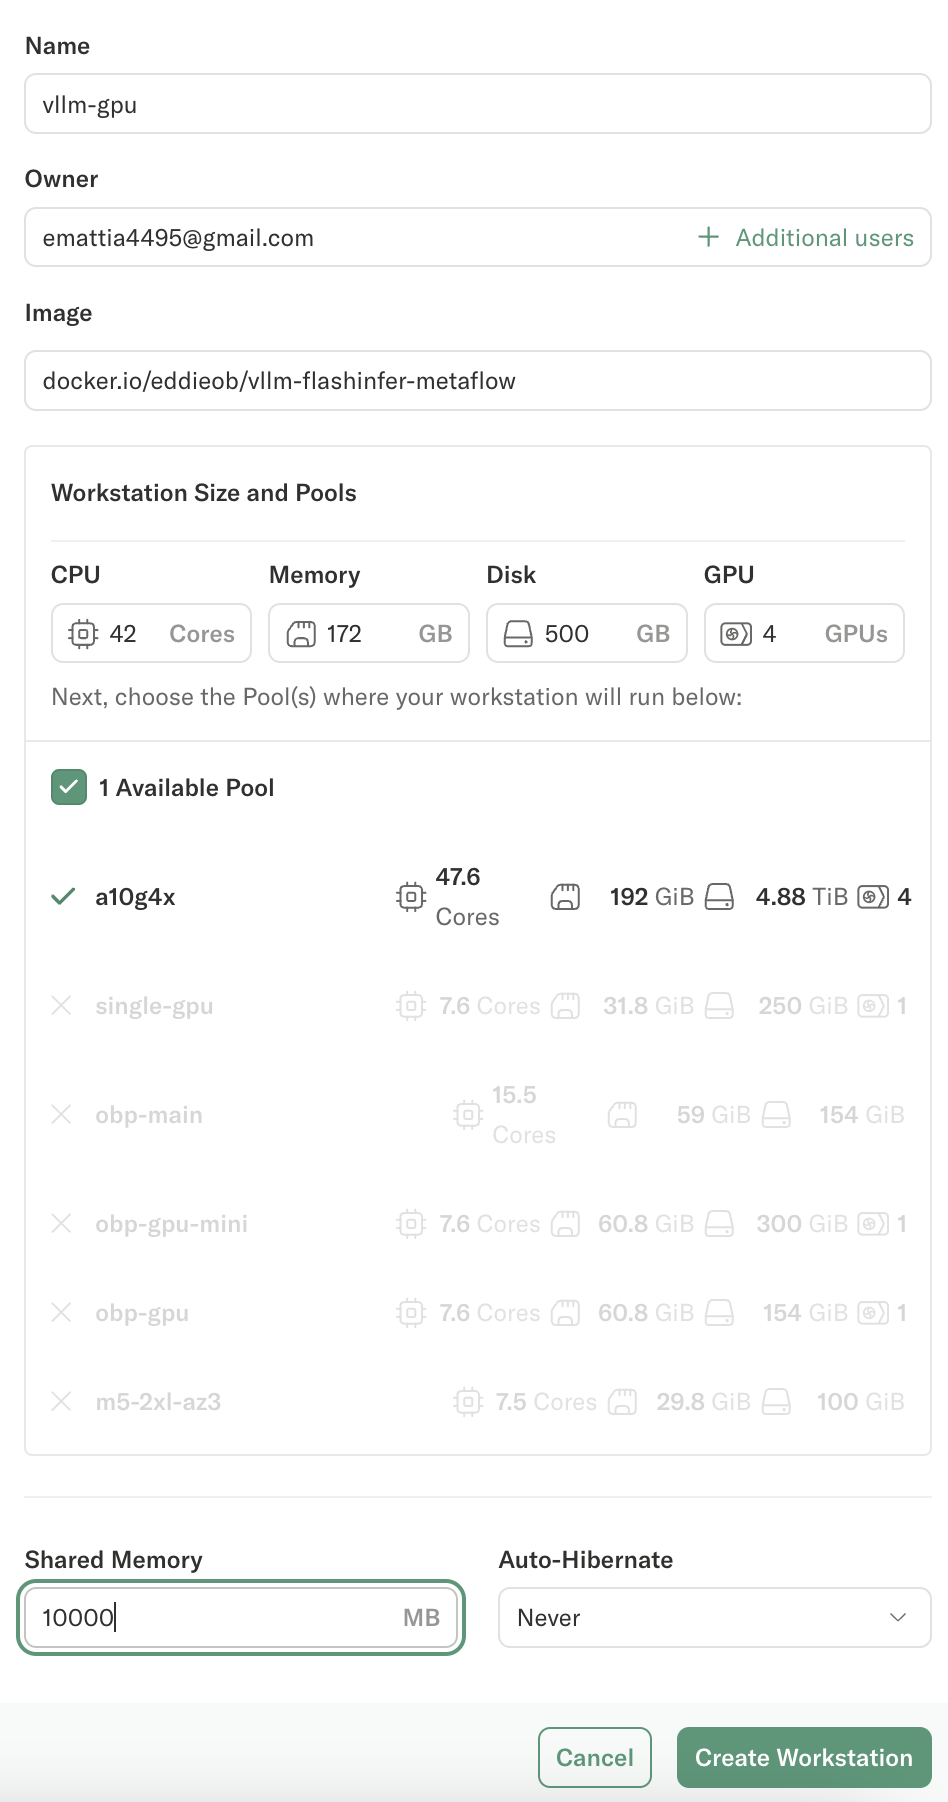 Name
vllm-gpu
Owner
emattia4495@gmail.com + Additional users
Image
docker.io/eddieob/vllm-flashinfer-metaflow
Workstation Size and Pools
CPU Memory Disk GPU
42 Cores 172 GB 500 GB 4 GPUs
Next, choose the Pool(s) where your workstation will run below:
1 Available Pool
a10g4x 47.6 Cores 192 GiB 4.88 TiB 4
single-gpu 7.6 Cores 31.8 GiB 250 GiB 1
obp-main 15.5 Cores 59 GiB 154 GiB
obp-gpu-mini 7.6 Cores 60.8 GiB 300 GiB 1
obp-gpu 7.6 Cores 60.8 GiB 154 GiB 1
m5-2xl-az3 7.5 Cores 29.8 GiB 100 GiB
Shared Memory Auto-Hibernate
10000 MB Never
Cancel Create Workstation